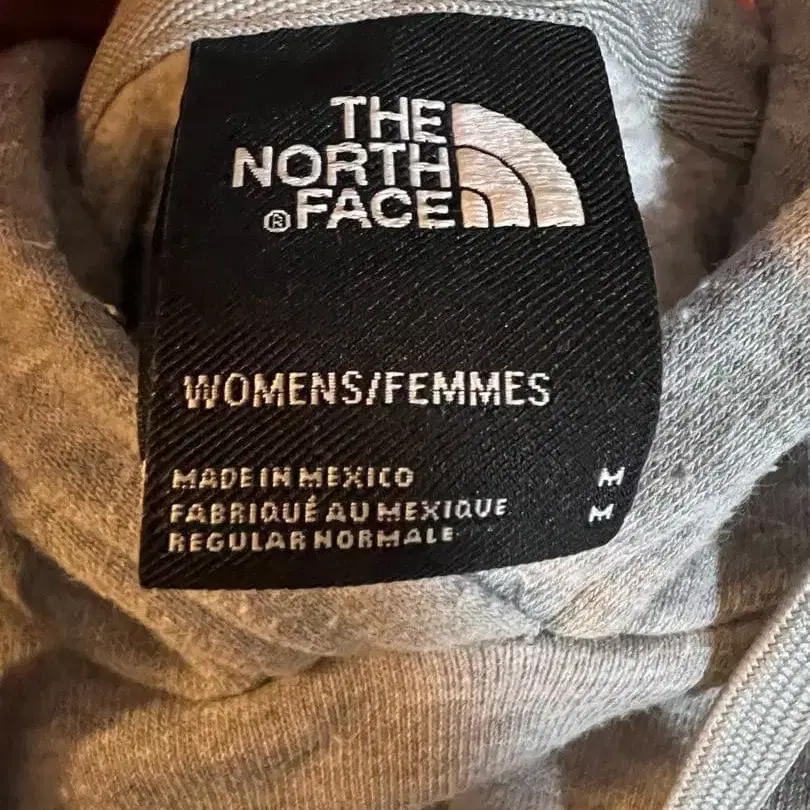 THE
NORTH
®FACE
WOMENS/FEMMES
MADE IN MEXICO M
FABRIQUÉ AU MEXIQUE M
REGULAR NORMALE